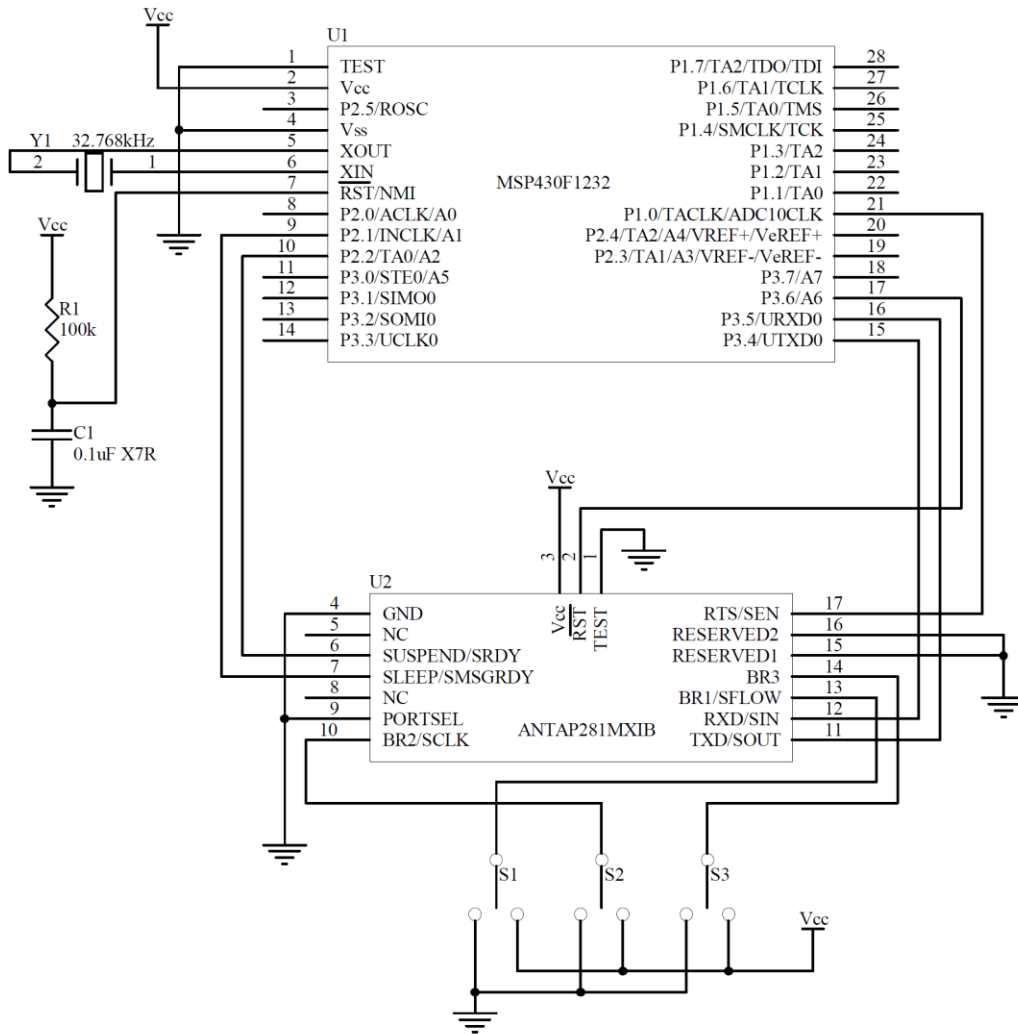 Vcc
U1
1 TEST P1.7/TA2/TDO/TDI 28
2 Vcc P1.6/TA1/TCLK 27
3 P2.5/ROSC P1.5/TA0/TMS 26
4 Vss P1.4/SMCLK/TCK 25
Y1 32.768kHz
5 XOUT P1.3/TA2 24
2 1
6 XIN P1.2/TA1 23
MSP430F1232
7 RST/NMI P1.1/TA0 22
8 P2.0/ACLK/A0 P1.0/TACLK/ADC10CLK 21
Vcc
9 P2.1/INCLK/A1 P2.4/TA2/A4/VREF+/VeREF+ 20
10 P2.2/TA0/A2 P2.3/TA1/A3/VREF-/VeREF- 19
11 P3.0/STE0/A5 P3.7/A7 18
12 P3.1/SIMO0 P3.6/A6 17
R1
100k
13 P3.2/SOMI0 P3.5/URXD0 16
14 P3.3/UCLK0 P3.4/UTXD0 15
C1
0.1uF X7R
Vcc
3 2 1
U2
Vcc RST TEST
4 GND RTS/SEN 17
5 NC RESERVED2 16
6 SUSPEND/SRDY RESERVED1 15
7 SLEEP/SMSGRDY BR3 14
8 NC BR1/SFLOW 13
9 PORTSEL RXD/SIN 12
ANTAP281MXIB
10 BR2/SCLK TXD/SOUT 11
S1 S2 S3
Vcc